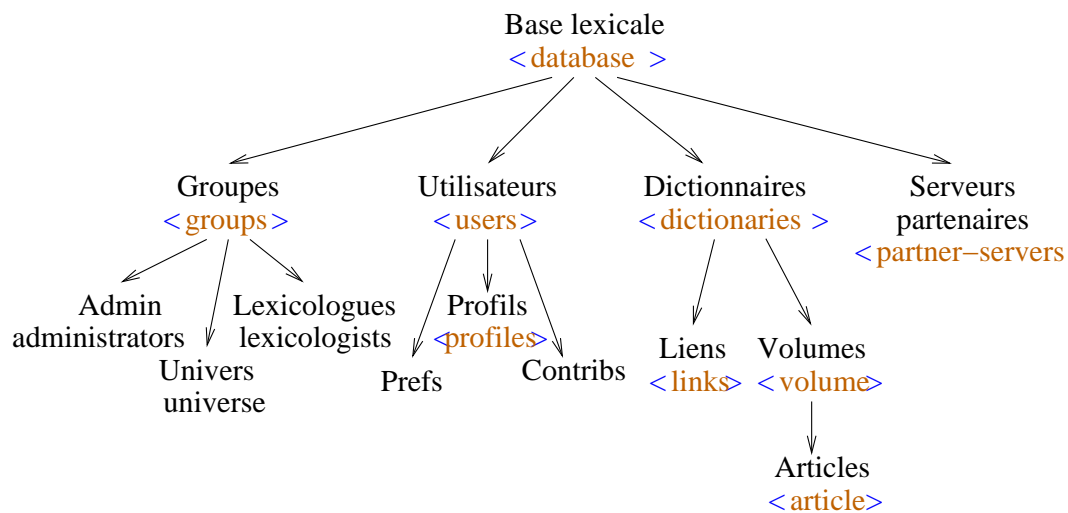 Base lexicale
< database >
Groupes
< groups >
Utilisateurs
< users >
Dictionnaires
< dictionaries >
Serveurs
partenaires
< partner−servers
Admin
administrators
Lexicologues
lexicologists
Univers
universe
Profils
<profiles>
Prefs
Contribs
Liens
< links>
Volumes
< volume>
Articles
< article>